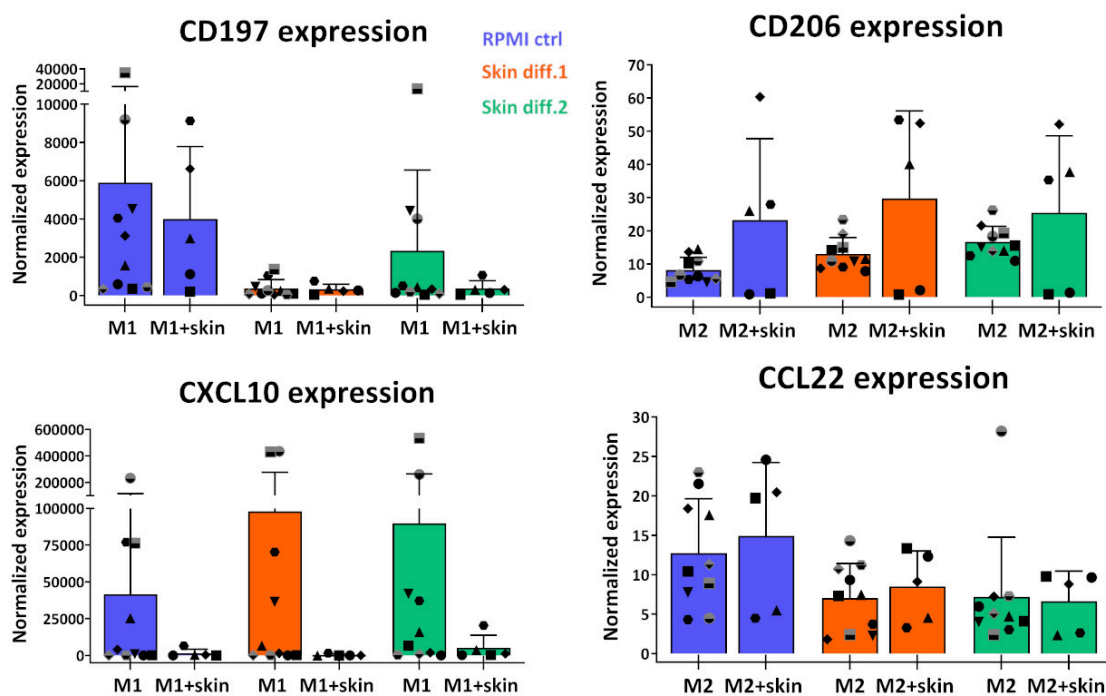 CD197 expression
RPMI ctrl
Skin diff.1
Skin diff.2
Normalized expression
40000
20000
10000
8000
6000
4000
2000
0
M1 M1+skin M1 M1+skin M1 M1+skin
CD206 expression
Normalized expression
70
60
50
40
30
20
10
0
M2 M2+skin M2 M2+skin M2 M2+skin
CXCL10 expression
Normalized expression
600000
400000
200000
100000
75000
50000
25000
0
M1 M1+skin M1 M1+skin M1 M1+skin
CCL22 expression
Normalized expression
30
25
20
15
10
5
0
M2 M2+skin M2 M2+skin M2 M2+skin